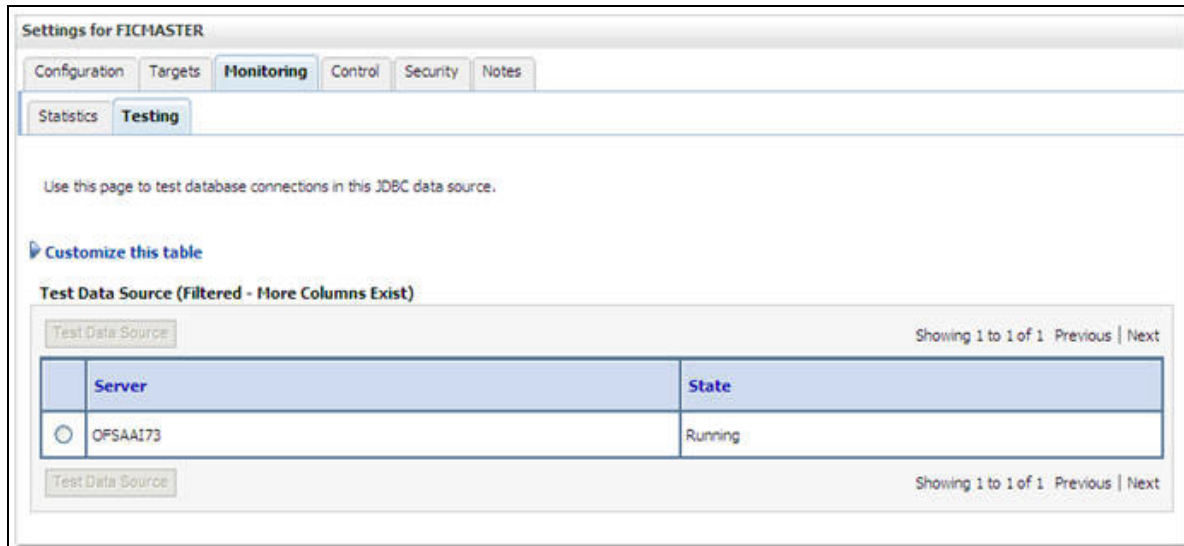 Settings for FICMASTER
Configuration Targets Monitoring Control Security Notes
Statistics Testing
Use this page to test database connections in this JDBC data source.
Customize this table
Test Data Source (Filtered - More Columns Exist)
Test Data Source Showing 1 to 1 of 1 Previous | Next
Server State
OFSAAI73 Running
Test Data Source Showing 1 to 1 of 1 Previous | Next